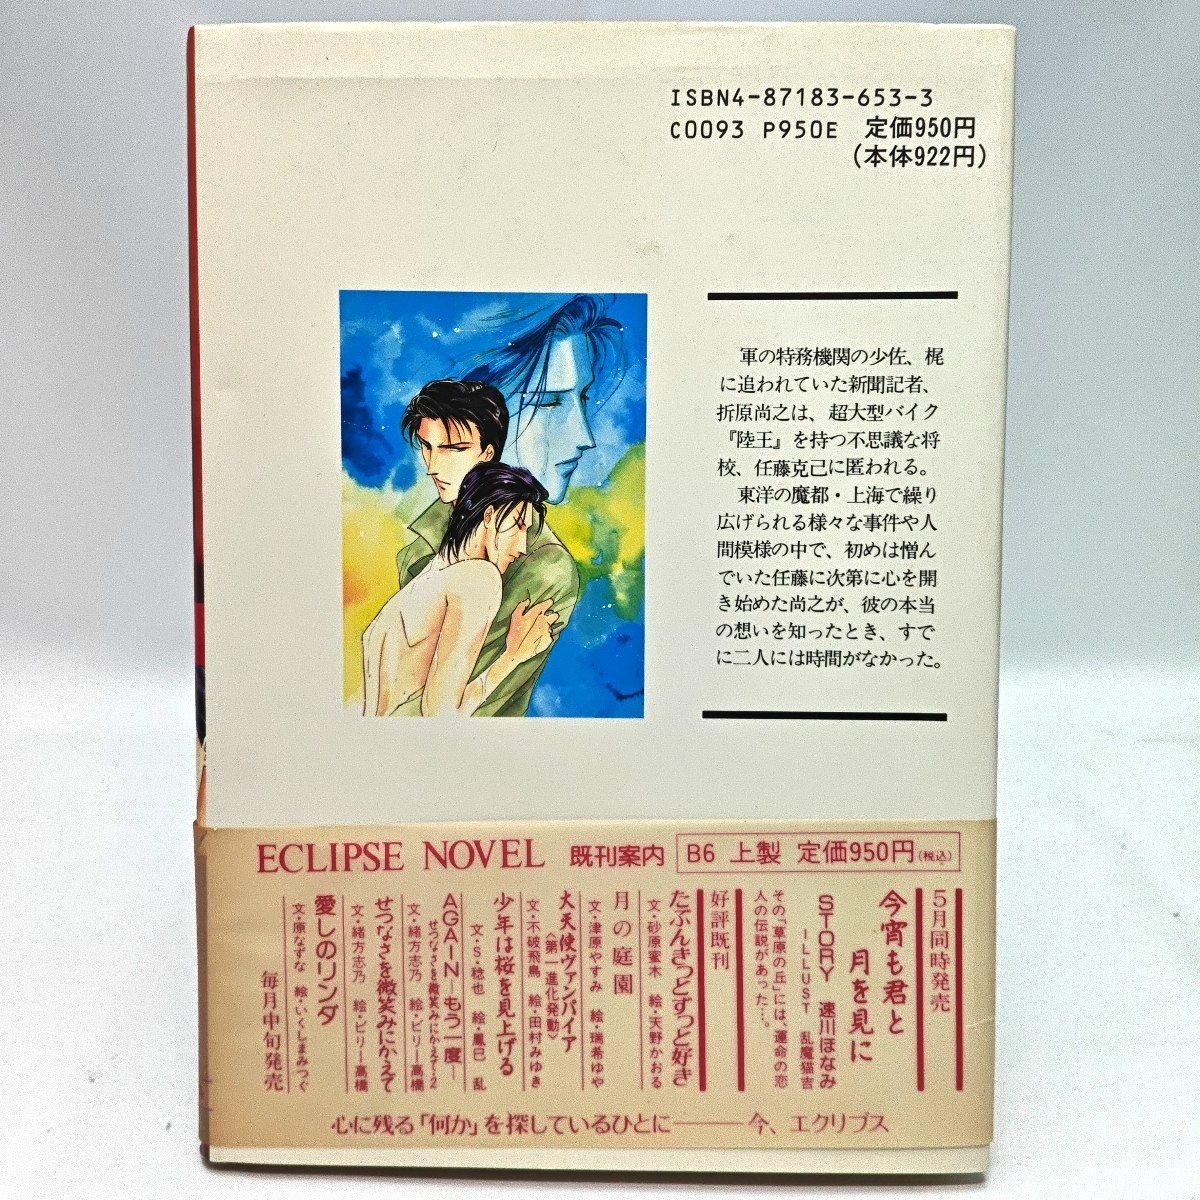 ISBN4-87183-653-3
C0093 P950E 定価950円
(本体922円)
軍の特務機関の少佐、梶
に追われていた新聞記者、
折原尚之は、超大型バイク
『陸王』を持つ不思議な将
校、任藤克己に匿われる。
東洋の魔都・上海で繰り
広げられる様々な事件や人
間模様の中で、初めは憎ん
でいた任藤に次第に心を開
き始めた尚之が、彼の本当
の想いを知ったとき、すで
に二人には時間がなかった。
ECLIPSE NOVEL 既刊案内 B6 上製 定価950円(税込)
5月同時発売
今宵も君と
月を見に
STORY 速川ほなみ
ILLUST 乱魔猫吉
その「草原の丘」には、運命の恋
人の伝説があった…。
好評既刊
たぶんきっとずっと好き
文・砂原蜜木 絵・天野かおる
月の庭園
文・津原やすみ 絵・瑞希ゆや
大天使ヴァンパイア
〈第一進化発動〉
文・不破飛鳥 絵・田村みゆき
少年は桜を見上げる
文・S・稔也 絵・鳳巳 乱
AGAIN―もう一度―
せつなさを微笑みにかえて2
文・緒方志乃 絵・ビリー高橋
せつなさを微笑みにかえて
文・緒方志乃 絵・ビリー高橋
愛しのリンダ
文・原なずな 絵・いくしまみつぐ
毎月中旬発売
心に残る「何か」を探しているひとに――今、エクリプス